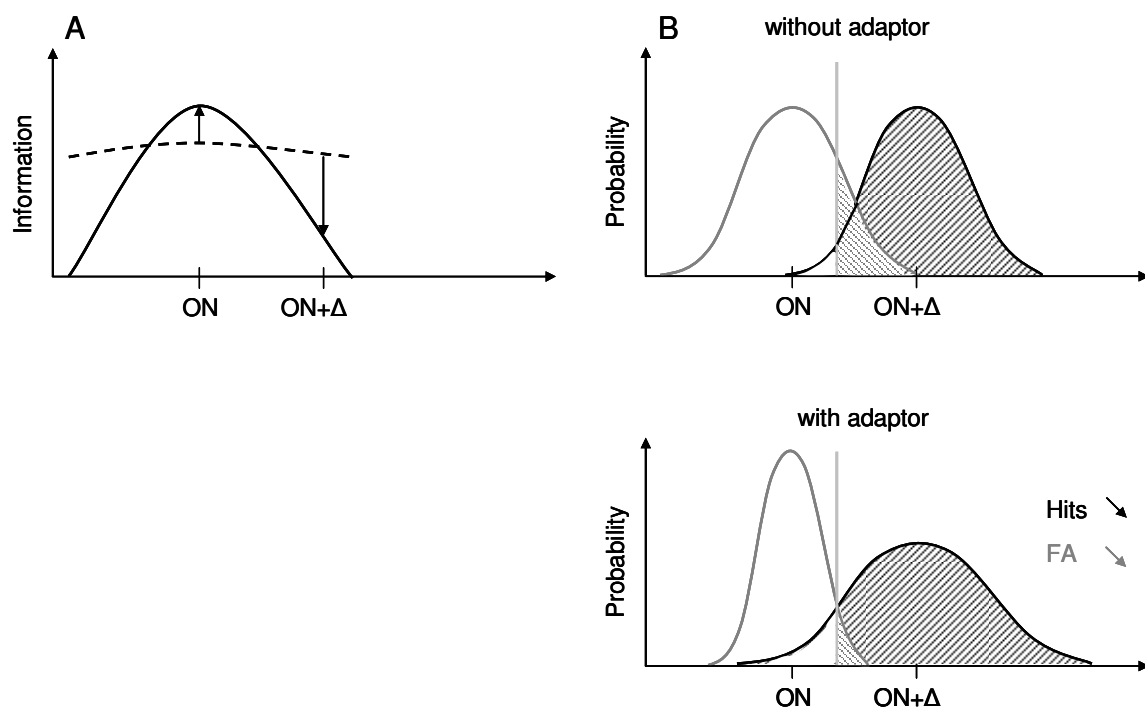 A
Information
ON
ON+Δ
B
without adaptor
Probability
ON
ON+Δ
with adaptor
Probability
Hits
FA
ON
ON+Δ